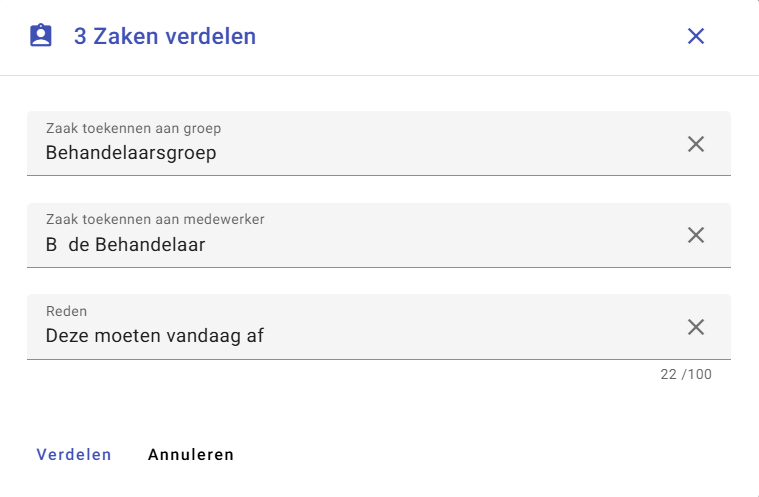 3 Zaken verdelen
Zaak toekennen aan groep
Behandelaarsgroep
Zaak toekennen aan medewerker
B  de Behandelaar
Reden
Deze moeten vandaag af
22 /100
Verdelen Annuleren